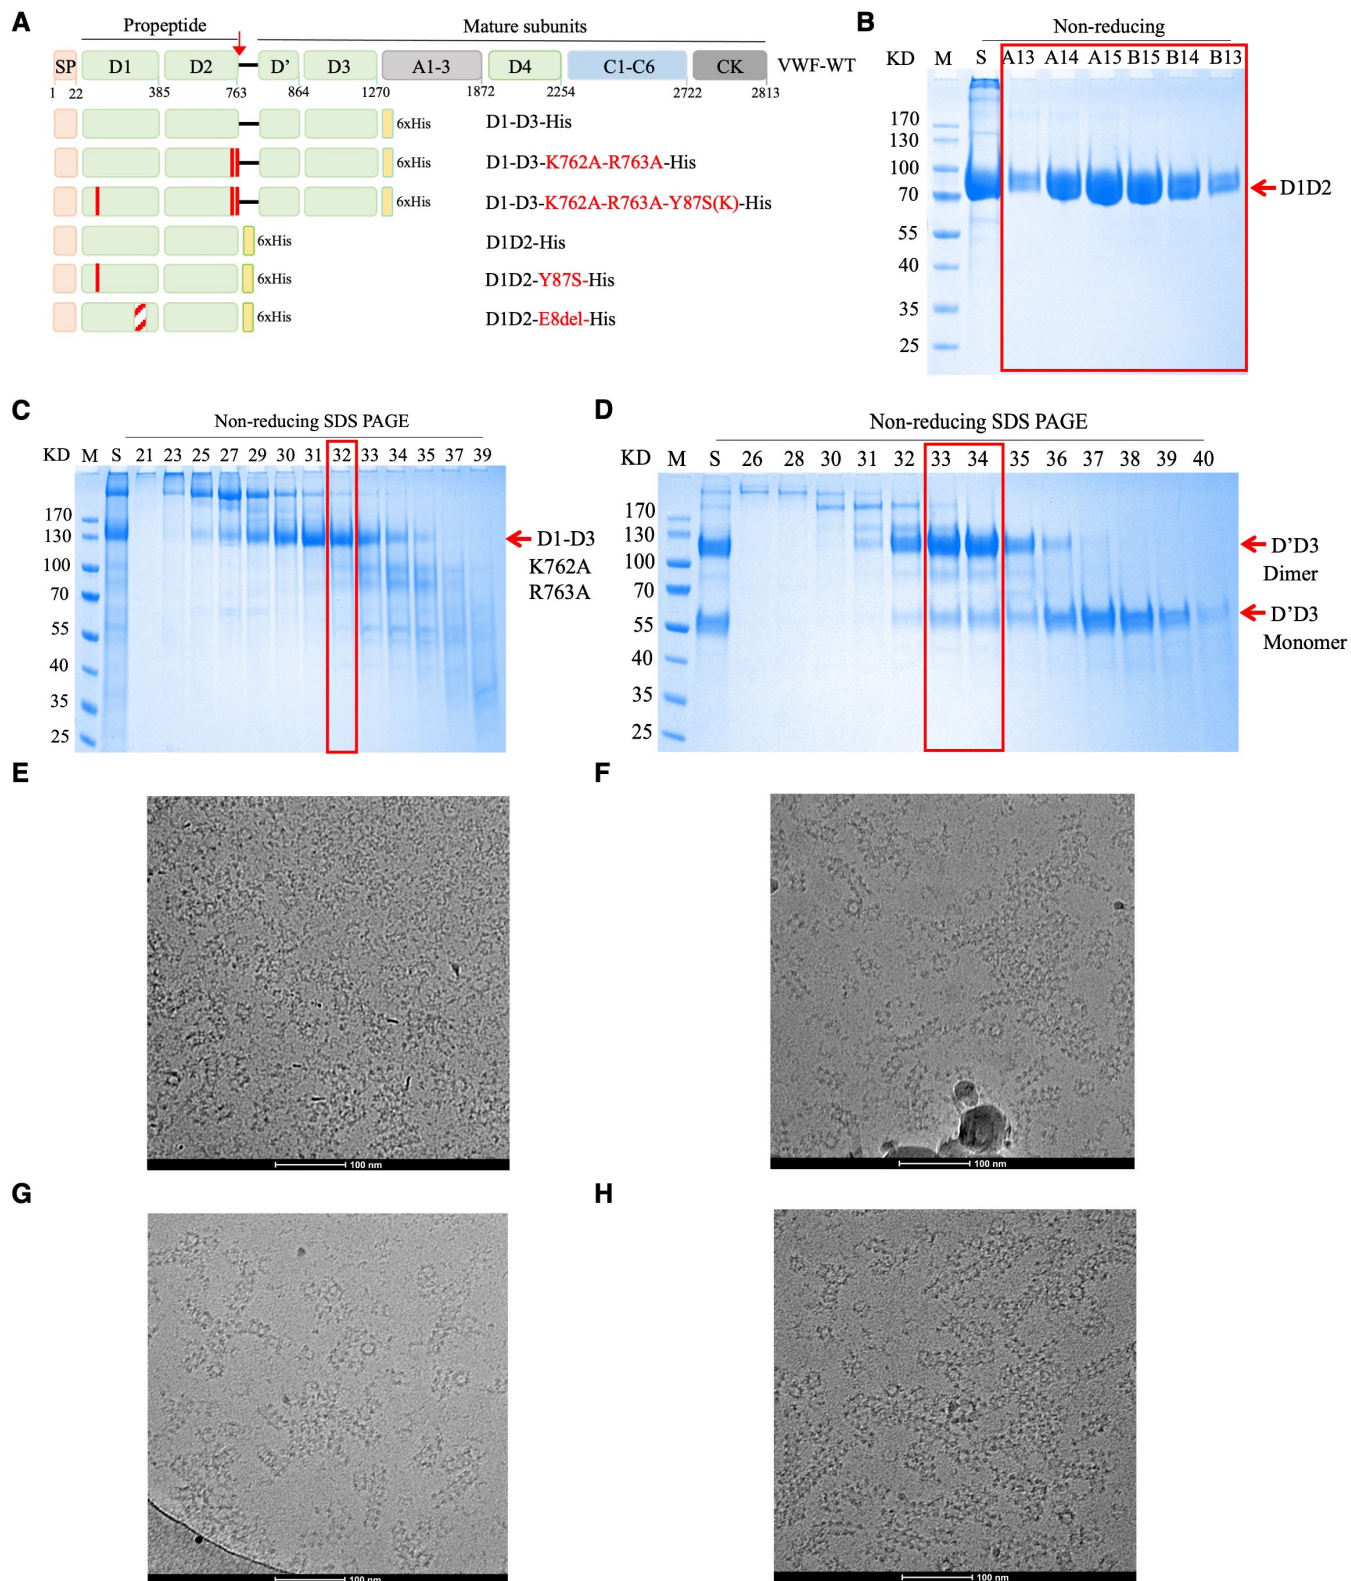 A
Propeptide Mature subunits
SP D1 D2 D’ D3 A1-3 D4 C1-C6 CK VWF-WT
1 22 385 763 864 1270 1872 2254 2722 2813
6xHis D1-D3-His
6xHis D1-D3-K762A-R763A-His
6xHis D1-D3-K762A-R763A-Y87S(K)-His
6xHis D1D2-His
6xHis D1D2-Y87S-His
6xHis D1D2-E8del-His
B
Non-reducing
KD M S A13 A14 A15 B15 B14 B13
170
130
100
70
55
40
35
25
D1D2
C
Non-reducing SDS PAGE
KD M S 21 23 25 27 29 30 31 32 33 34 35 37 39
170
130
100
70
55
40
35
25
D1-D3
K762A
R763A
D
Non-reducing SDS PAGE
KD M S 26 28 30 31 32 33 34 35 36 37 38 39 40
170
130
100
70
55
40
35
25
D’D3
Dimer
D’D3
Monomer
E
100 nm
F
100 nm
G
100 nm
H
100 nm